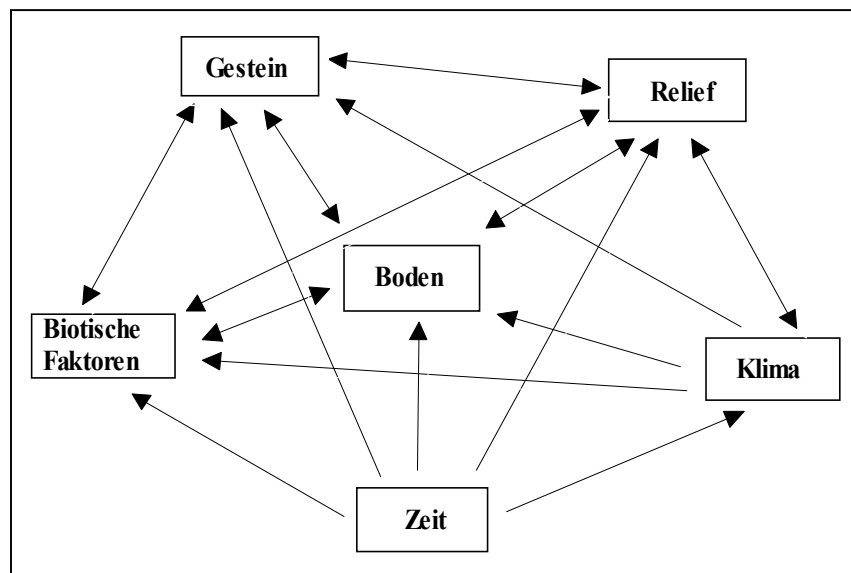 Gestein
Relief
Boden
Biotische
Faktoren
Klima
Zeit